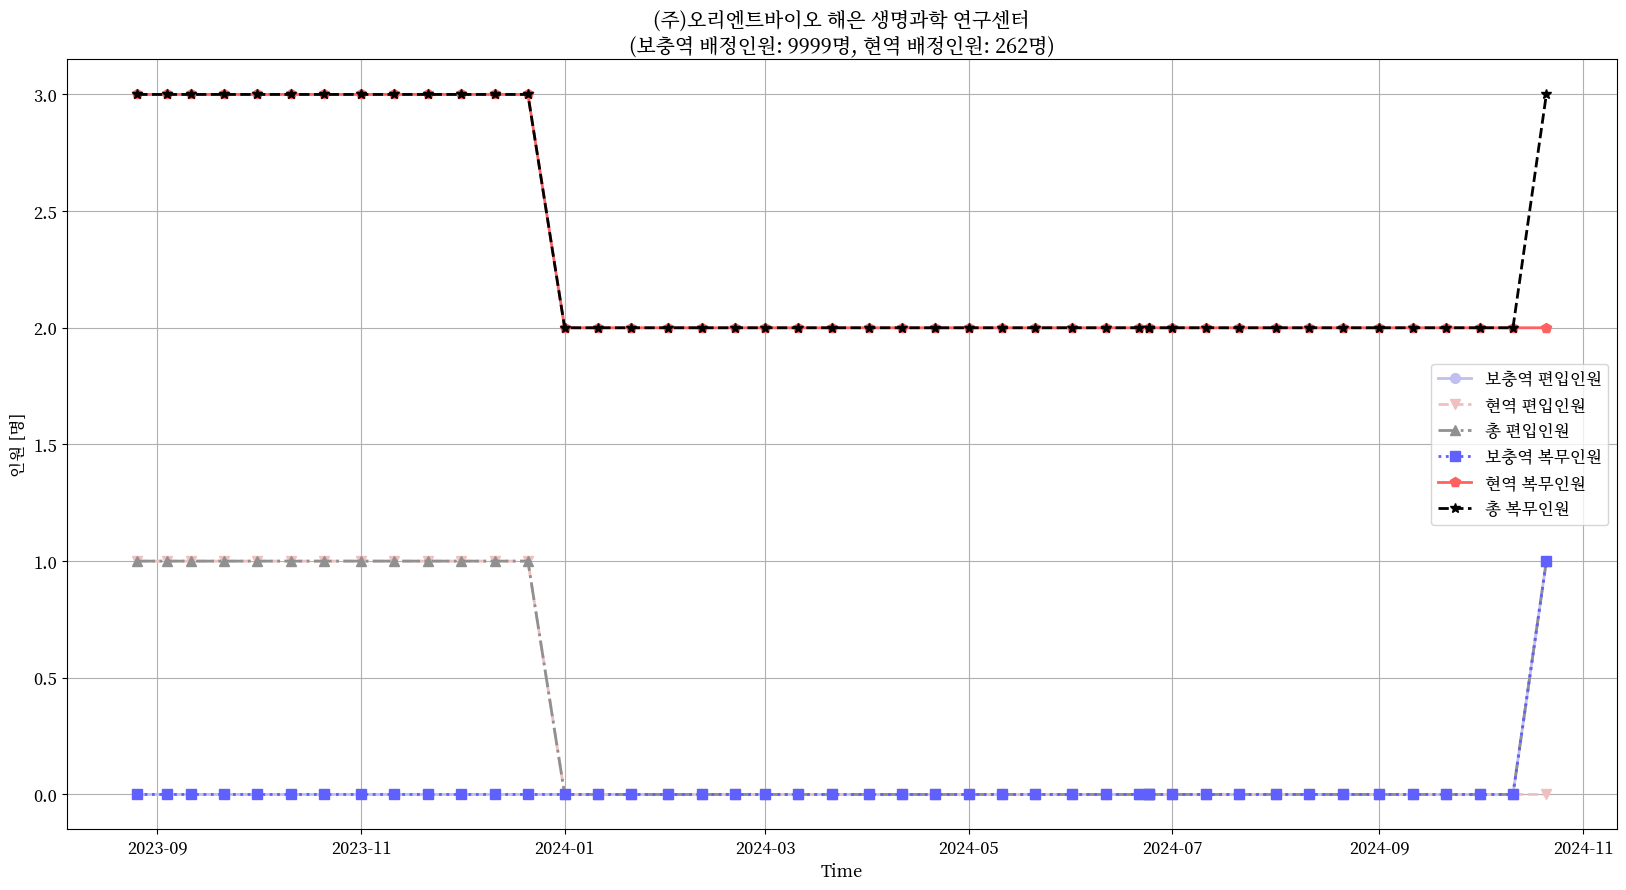 (주)오리엔트바이오 해은 생명과학 연구센터
(보충역 배정인원: 9999명, 현역 배정인원: 262명)
인원 [명]
3.0
2.5
2.0
1.5
1.0
0.5
0.0
보충역 편입인원
현역 편입인원
총 편입인원
보충역 복무인원
현역 복무인원
총 복무인원
2023-09
2023-11
2024-01
2024-03
2024-05
2024-07
2024-09
2024-11
Time